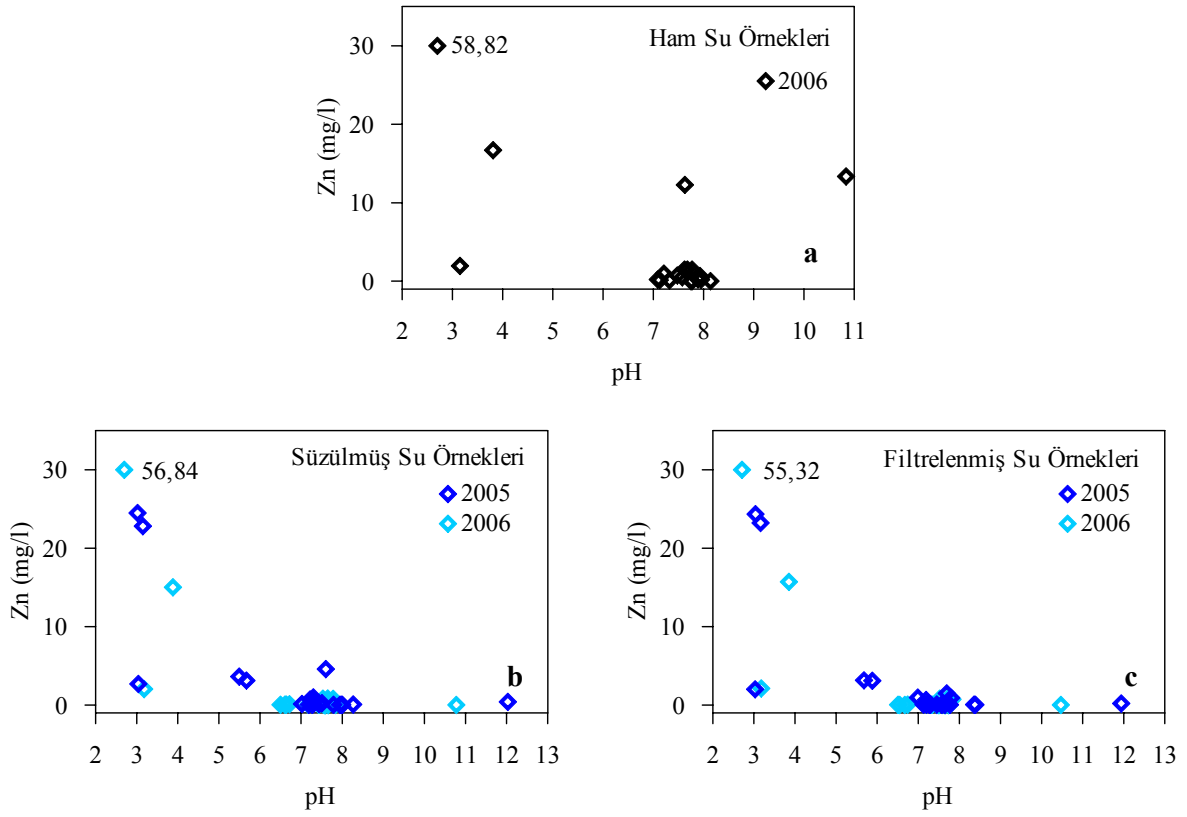 Ham Su Örnekleri
58,82
2006
Zn (mg/l)
30
20
10
0
a
2 3 4 5 6 7 8 9 10 11
pH
Süzülmüş Su Örnekleri
56,84
2005
2006
Zn (mg/l)
30
20
10
0
b
2 3 4 5 6 7 8 9 10 11 12 13
pH
Filtrelenmiş Su Örnekleri
55,32
2005
2006
Zn (mg/l)
30
20
10
0
c
2 3 4 5 6 7 8 9 10 11 12 13
pH